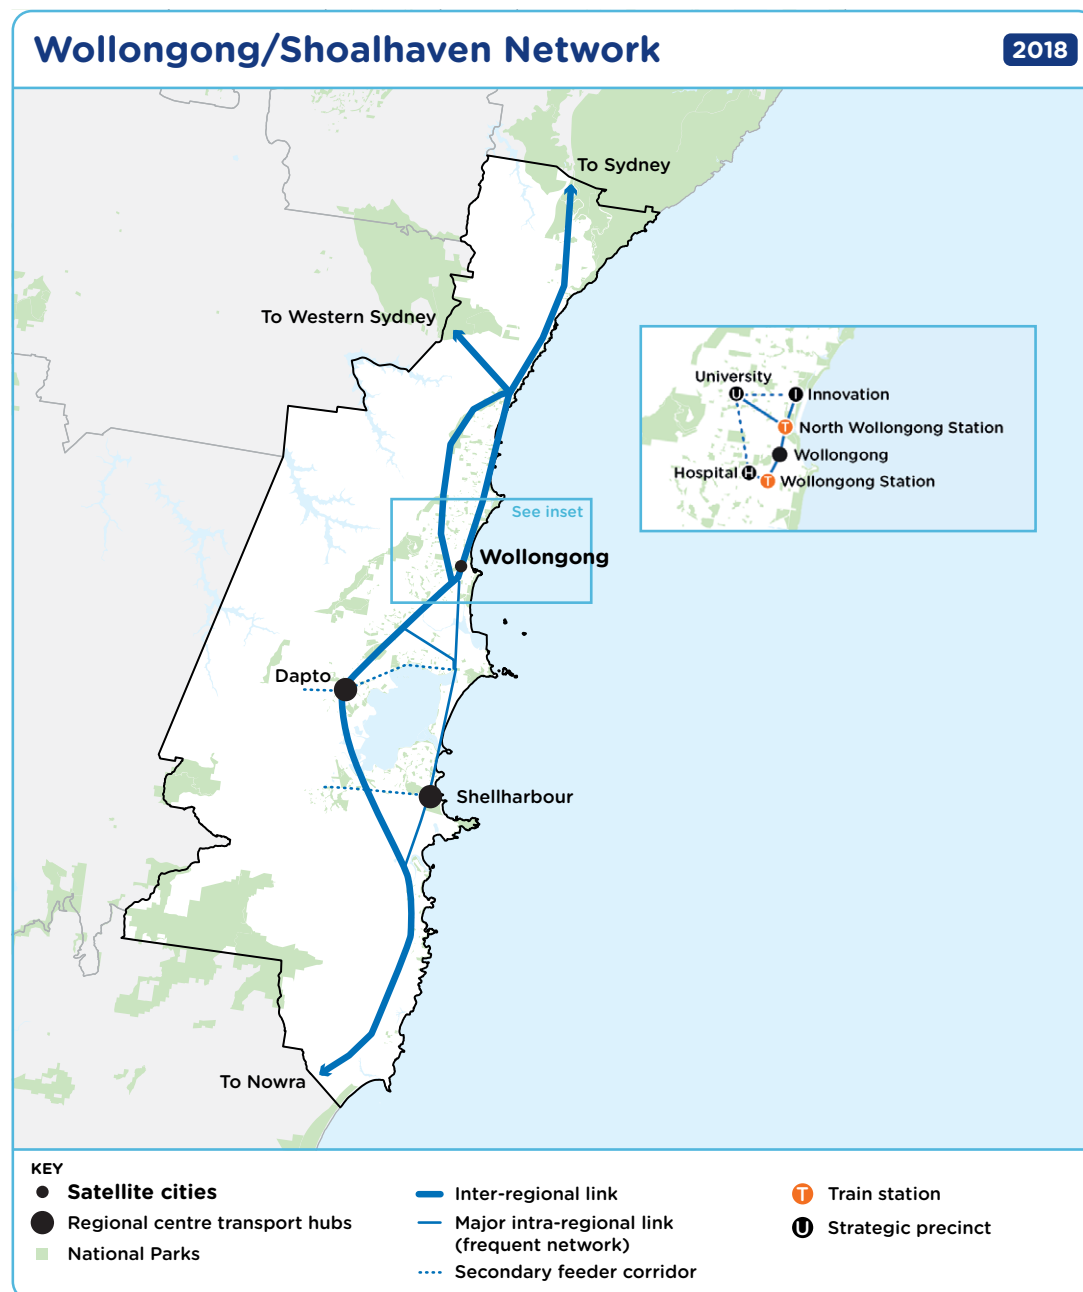 Wollongong/Shoalhaven Network
2018
To Sydney
To Western Sydney
University
U
I
Innovation
T
North Wollongong Station
Wollongong
Hospital
H
T
Wollongong Station
See inset
Wollongong
Dapto
Shellharbour
To Nowra
KEY
Satellite cities
Regional centre transport hubs
National Parks
Inter-regional link
Major intra-regional link
(frequent network)
Secondary feeder corridor
T
Train station
U
Strategic precinct